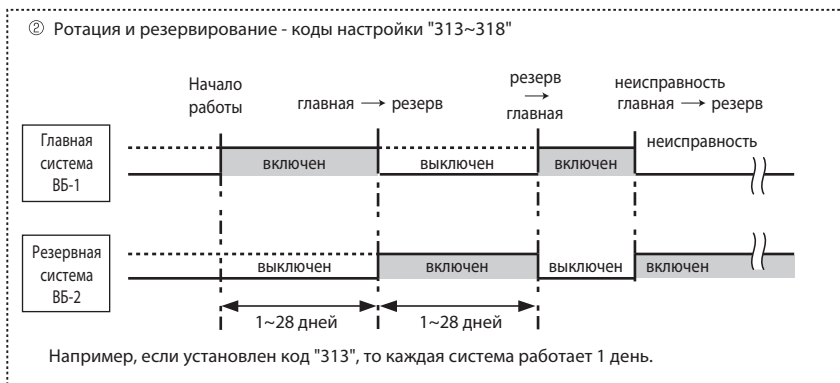 ② Ротация и резервирование - коды настройки "313~318"
Начало
работы
главная → резерв
резерв
→
главная
неисправность
главная → резерв
Главная
система
ВБ-1
включен
выключен
включен
неисправность
Резервная
система
ВБ-2
выключен
включен
выключен
включен
1~28 дней
1~28 дней
Например, если установлен код "313", то каждая система работает 1 день.